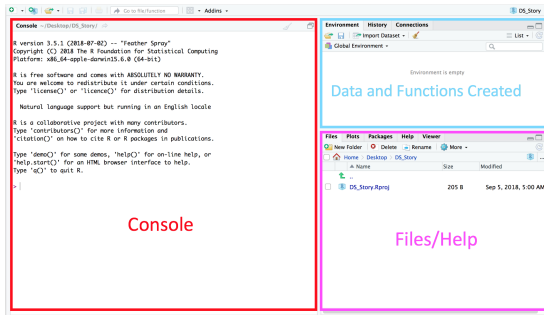 Go to file/function
Addins
DS_Story
Console ~/Desktop/DS_Story/
R version 3.5.1 (2018-07-02) -- "Feather Spray"
Copyright (C) 2018 The R Foundation for Statistical Computing
Platform: x86_64-apple-darwin15.6.0 (64-bit)
R is free software and comes with ABSOLUTELY NO WARRANTY.
You are welcome to redistribute it under certain conditions.
Type 'license()' or 'licence()' for distribution details.
Natural language support but running in an English locale
R is a collaborative project with many contributors.
Type 'contributors()' for more information and
'citation()' on how to cite R or R packages in publications.
Type 'demo()' for some demos, 'help()' for on-line help, or
'help.start()' for an HTML browser interface to help.
Type 'q()' to quit R.
>
Console
Environment History Connections
Import Dataset List
Global Environment
Environment is empty
Data and Functions Created
Files Plots Packages Help Viewer
New Folder Delete Rename More
Home Desktop DS_Story ...
Name Size Modified
..
DS_Story.Rproj 205 B Sep 5, 2018, 5:00 AM
Files/Help